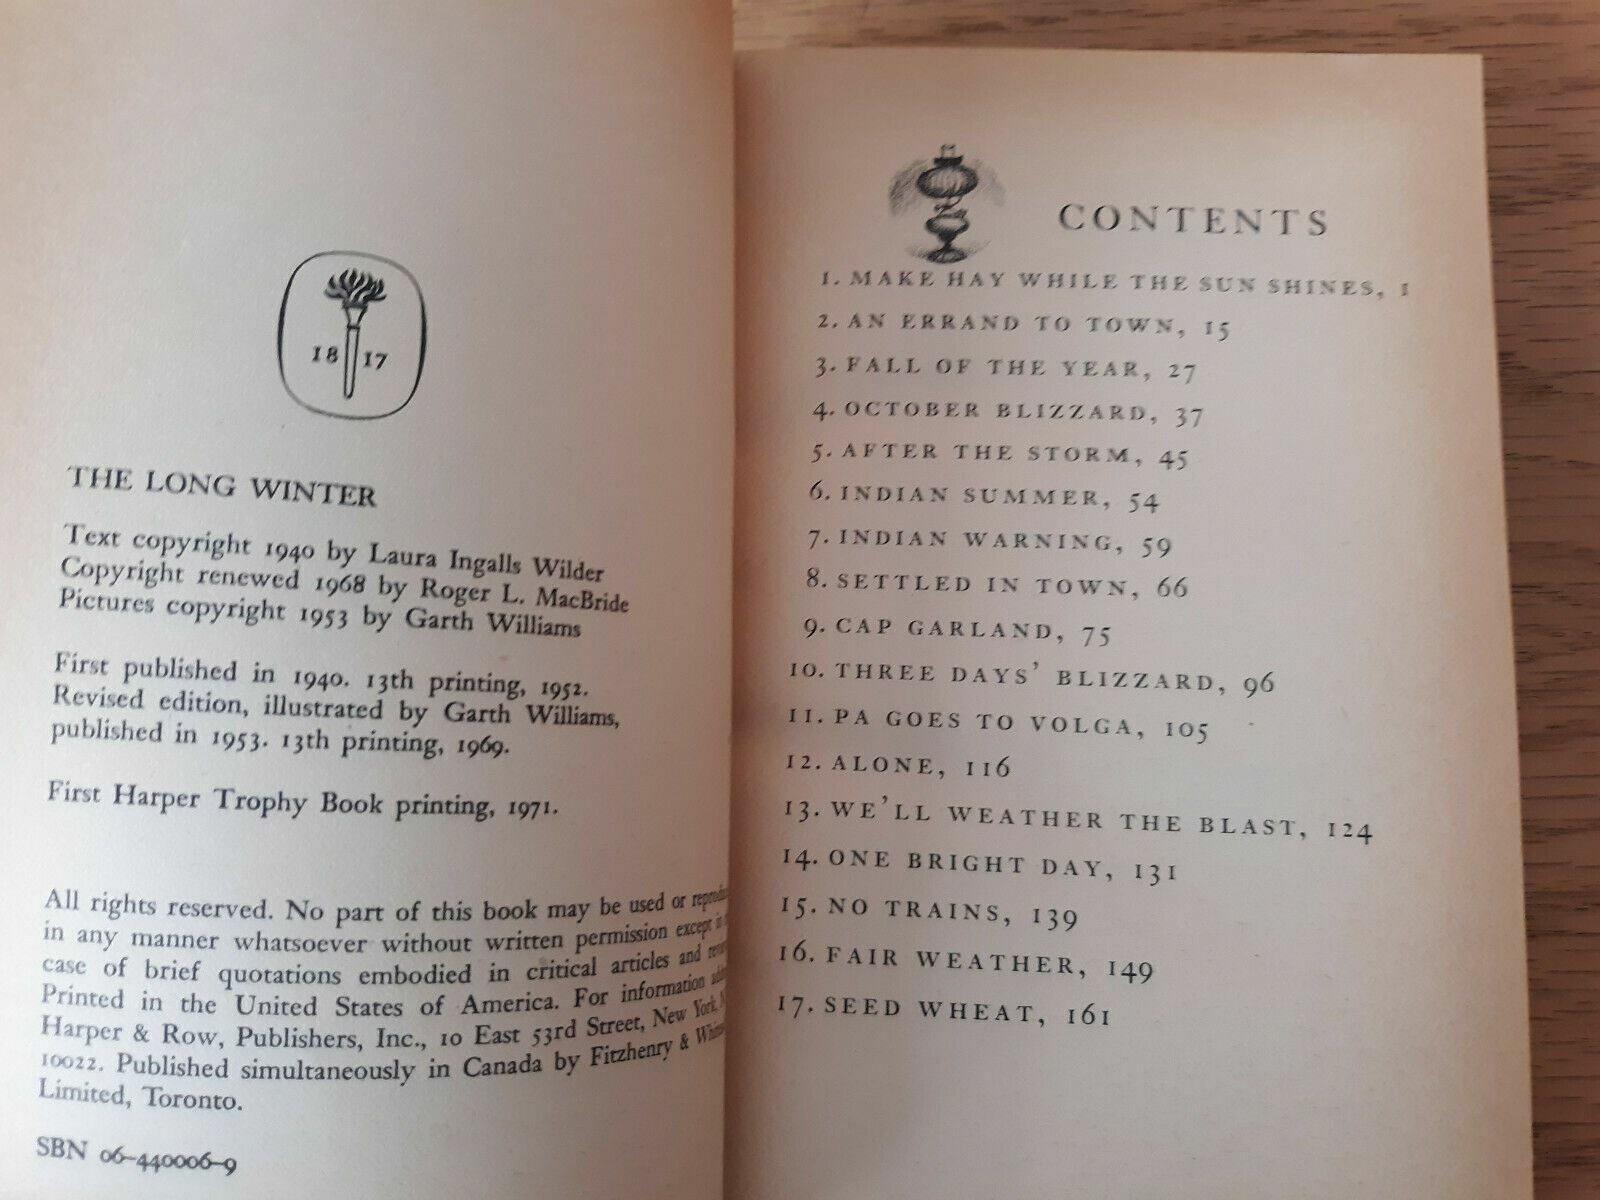 18 17
THE LONG WINTER
Text copyright 1940 by Laura Ingalls Wilder
Copyright renewed 1968 by Roger L. MacBride
Pictures copyright 1953 by Garth Williams
First published in 1940. 13th printing, 1952.
Revised edition, illustrated by Garth Williams,
published in 1953. 13th printing, 1969.
First Harper Trophy Book printing, 1971.
All rights reserved. No part of this book may be used or
in any manner whatsoever without written permission except in
case of brief quotations embodied in critical articles and
Printed in the United States of America. For information
Harper & Row, Publishers, Inc., 10 East 53rd Street, New York,
10022. Published simultaneously in Canada by Fitzhenry &
Limited, Toronto.
SBN 06-440006-9
CONTENTS
1. MAKE HAY WHILE THE SUN SHINES, 1
2. AN ERRAND TO TOWN, 15
3. FALL OF THE YEAR, 27
4. OCTOBER BLIZZARD, 37
5. AFTER THE STORM, 45
6. INDIAN SUMMER, 54
7. INDIAN WARNING, 59
8. SETTLED IN TOWN, 66
9. CAP GARLAND, 75
10. THREE DAYS' BLIZZARD, 96
11. PA GOES TO VOLGA, 105
12. ALONE, 116
13. WE'LL WEATHER THE BLAST, 124
14. ONE BRIGHT DAY, 131
15. NO TRAINS, 139
16. FAIR WEATHER, 149
17. SEED WHEAT, 161